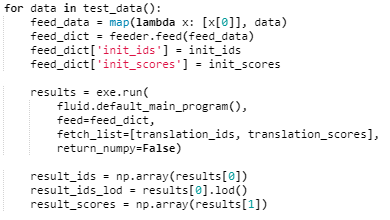 for data in test_data():
    feed_data = map(lambda x: [x[0]], data)
    feed_dict = feeder.feed(feed_data)
    feed_dict['init_ids'] = init_ids
    feed_dict['init_scores'] = init_scores

    results = exe.run(
        fluid.default_main_program(),
        feed=feed_dict,
        fetch_list=[translation_ids, translation_scores],
        return_numpy=False)

    result_ids = np.array(results[0])
    result_ids_lod = results[0].lod()
    result_scores = np.array(results[1])